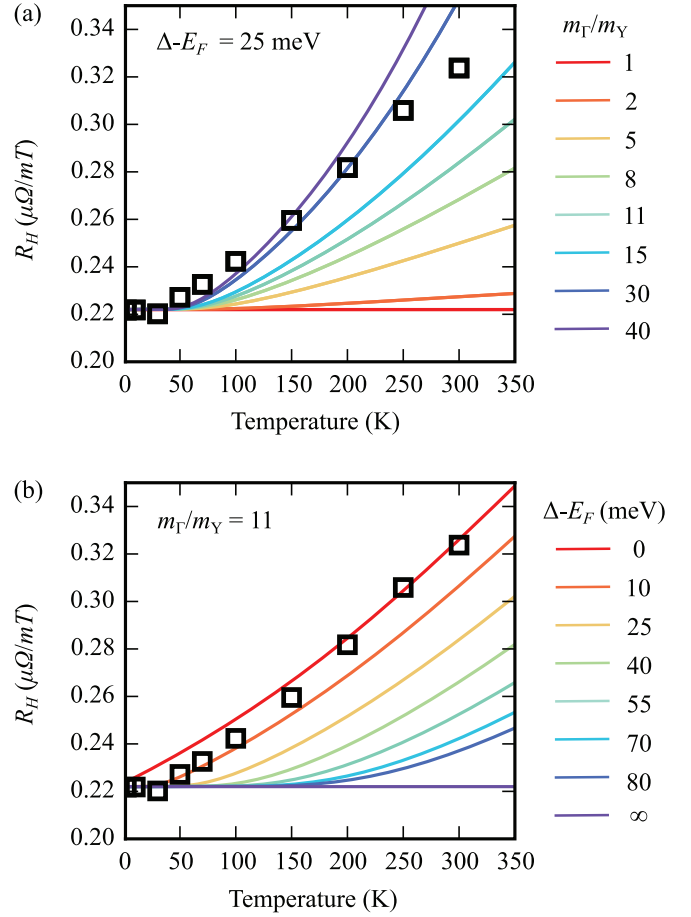 (a)
Δ-E_F = 25 meV
m_Γ/m_Y
0.34
0.32
0.30
0.28
0.26
0.24
0.22
0.20
R_H (μΩ/mT)
0 50 100 150 200 250 300 350
Temperature (K)
1
2
5
8
11
15
30
40
(b)
m_Γ/m_Y = 11
Δ-E_F (meV)
0.34
0.32
0.30
0.28
0.26
0.24
0.22
0.20
R_H (μΩ/mT)
0 50 100 150 200 250 300 350
Temperature (K)
0
10
25
40
55
70
80
∞